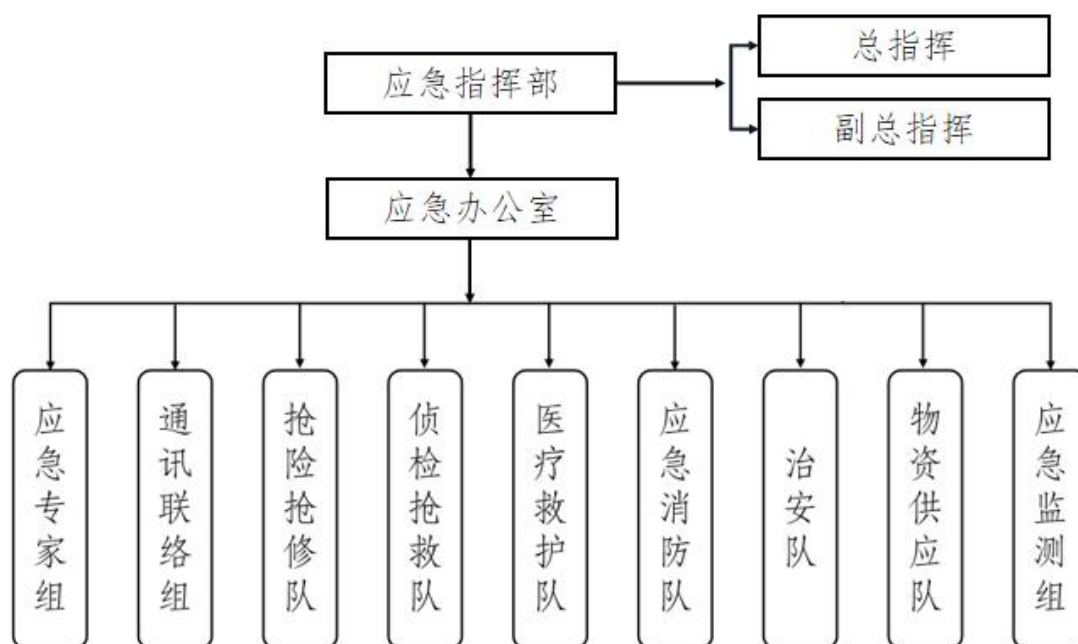 总指挥
应急指挥部
副总指挥
应急办公室
应急专家组
通讯联络组
抢险抢修队
侦检抢救队
医疗救护队
应急消防队
治安队
物资供应队
应急监测组